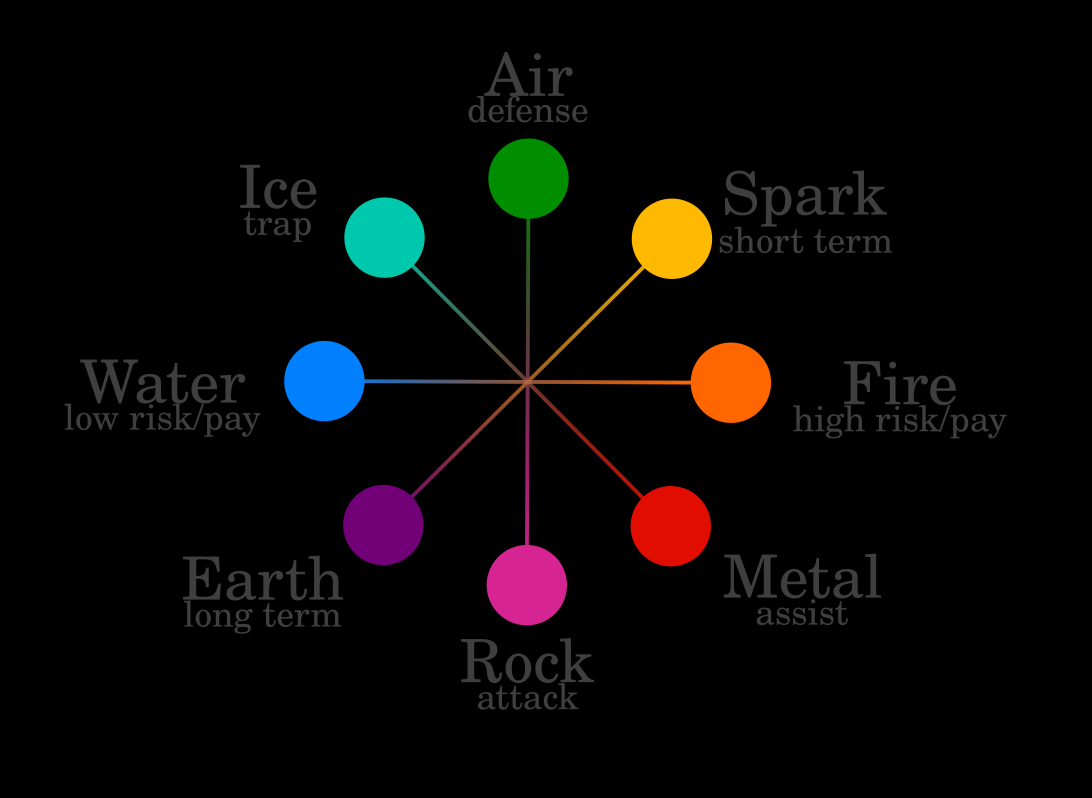 Air
defense
Ice
trap
Spark
short term
Water
low risk/pay
Fire
high risk/pay
Earth
long term
Metal
assist
Rock
attack